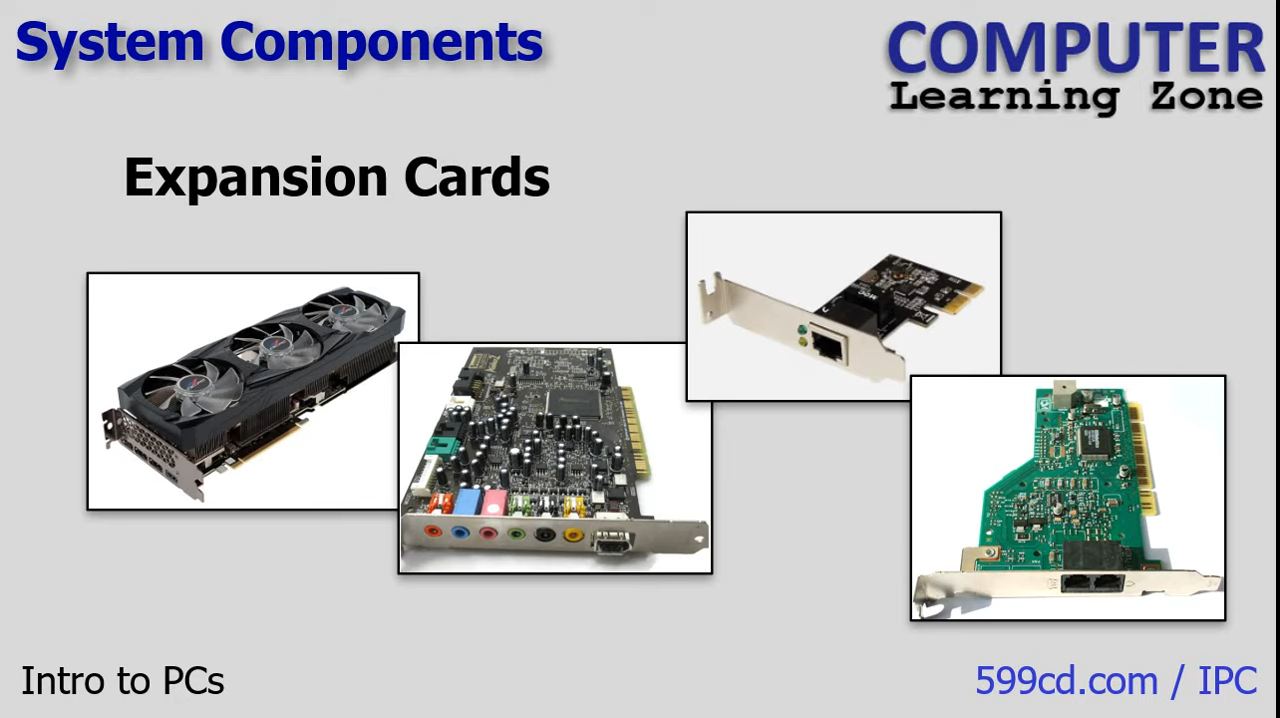 System Components
COMPUTER
Learning Zone
Expansion Cards
Intro to PCs
599cd.com / IPC